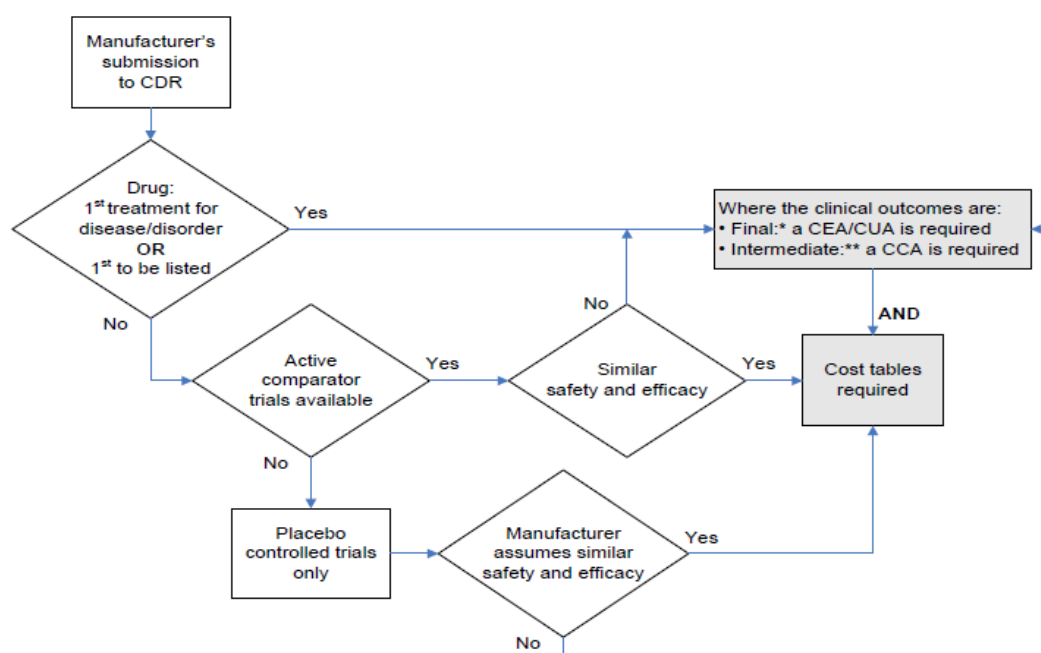 Manufacturer's
submission
to CDR
Drug:
1st treatment for
disease/disorder
OR
1st to be listed
Yes
Where the clinical outcomes are:
• Final:* a CEA/CUA is required
• Intermediate:** a CCA is required
No
No
AND
Active
comparator
trials available
Yes
Similar
safety and efficacy
Yes
Cost tables
required
No
Placebo
controlled trials
only
Manufacturer
assumes similar
safety and efficacy
Yes
No